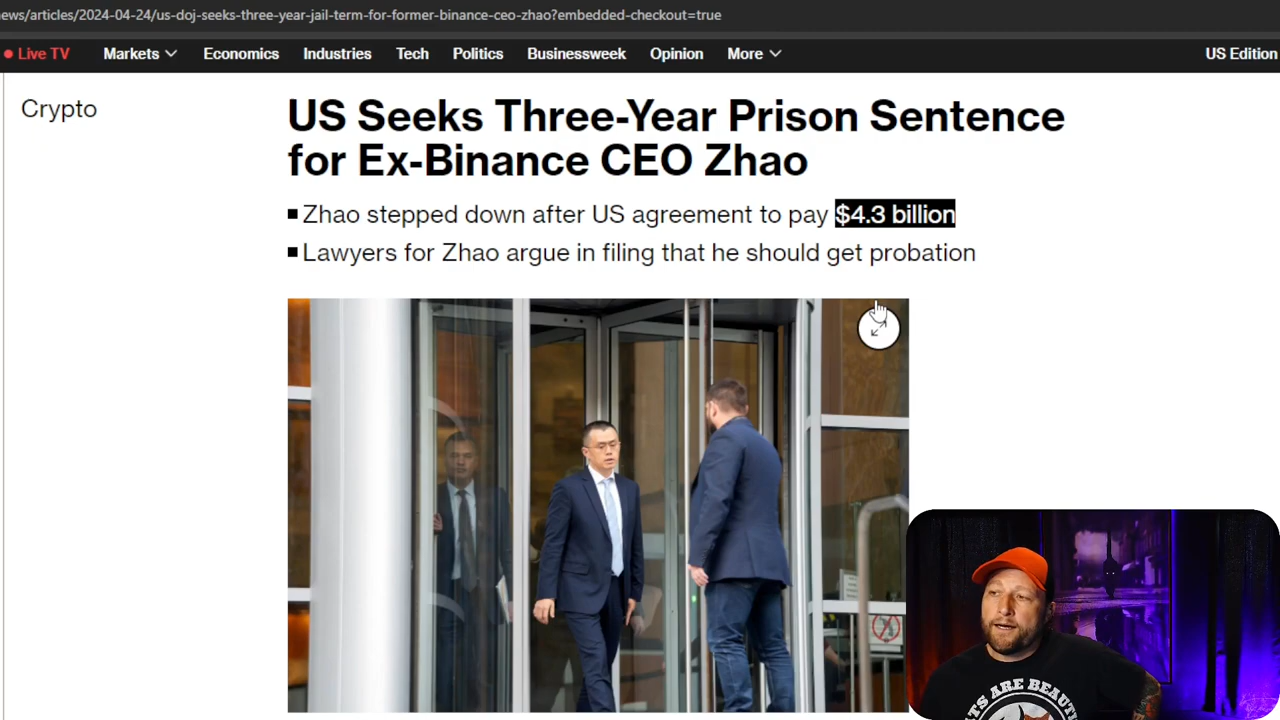 ews/articles/2024-04-24/us-doj-seeks-three-year-jail-term-for-former-binance-ceo-zhao?embedded-checkout=true
Live TV Markets Economics Industries Tech Politics Businessweek Opinion More US Edition
Crypto
US Seeks Three-Year Prison Sentence
for Ex-Binance CEO Zhao
Zhao stepped down after US agreement to pay $4.3 billion
Lawyers for Zhao argue in filing that he should get probation
ATS ARE BEAUT